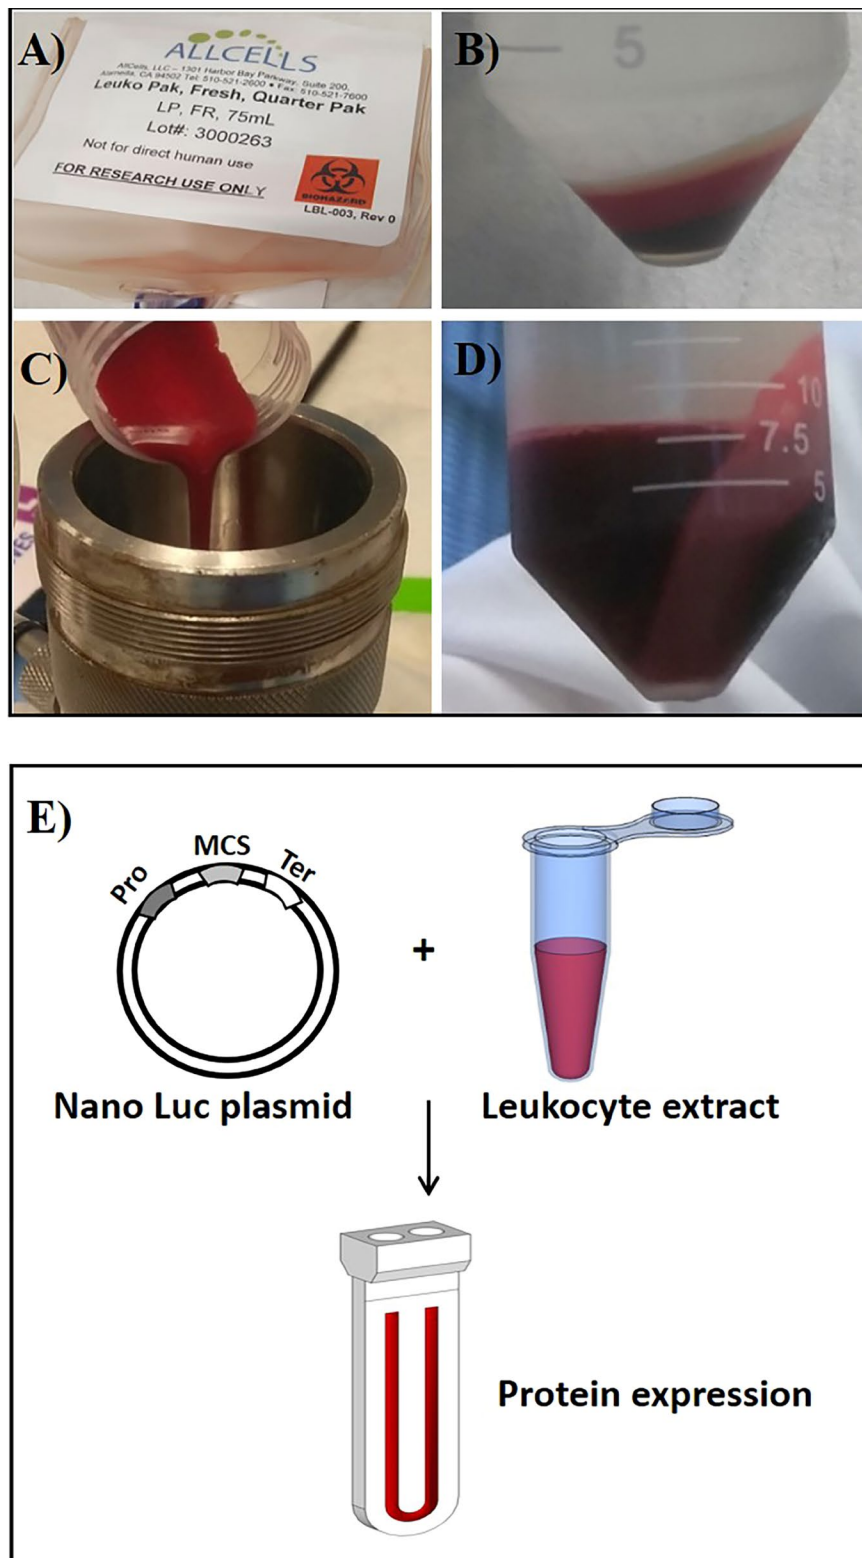 A)
ALLCELLS
AllCells, LLC – 1301 Harbor Bay Parkway, Suite 200,
Alameda, CA 94502 Tel: 510-521-2600 • Fax: 510-521-7600
Leuko Pak, Fresh, Quarter Pak
LP, FR, 75mL
Lot#: 3000263
Not for direct human use
FOR RESEARCH USE ONLY
BIOHAZARD
LBL-003, Rev 0
B)
5
C)
D)
10
7.5
5
E)
Pro MCS Ter
+
Nano Luc plasmid
Leukocyte extract
Protein expression